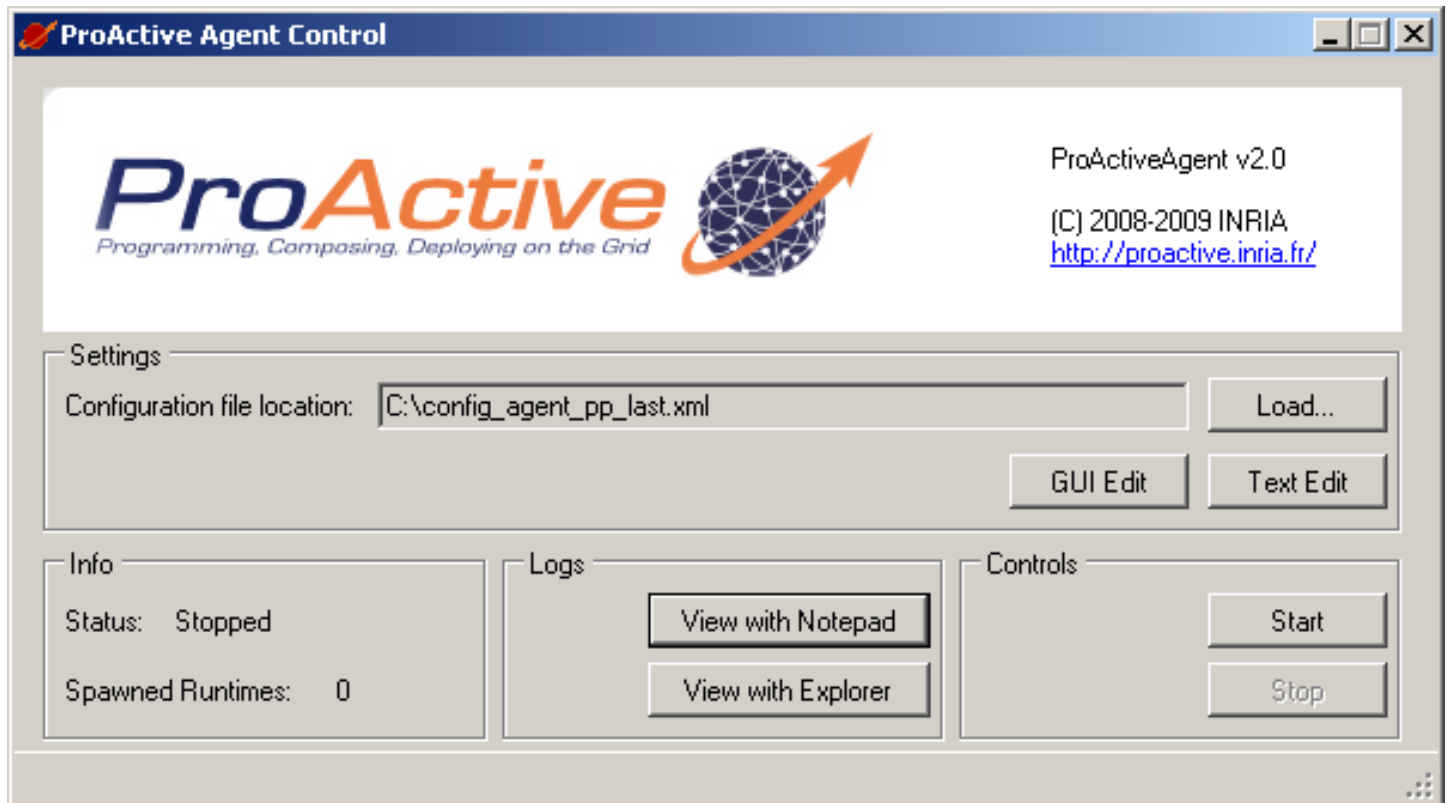 ProActive Agent Control
ProActive
Programming, Composing, Deploying on the Grid
ProActiveAgent v2.0
(C) 2008-2009 INRIA
http://proactive.inria.fr/
Settings
Configuration file location: C:\config_agent_pp_last.xml Load...
GUI Edit Text Edit
Info
Status: Stopped
Spawned Runtimes: 0
Logs
View with Notepad
View with Explorer
Controls
Start
Stop